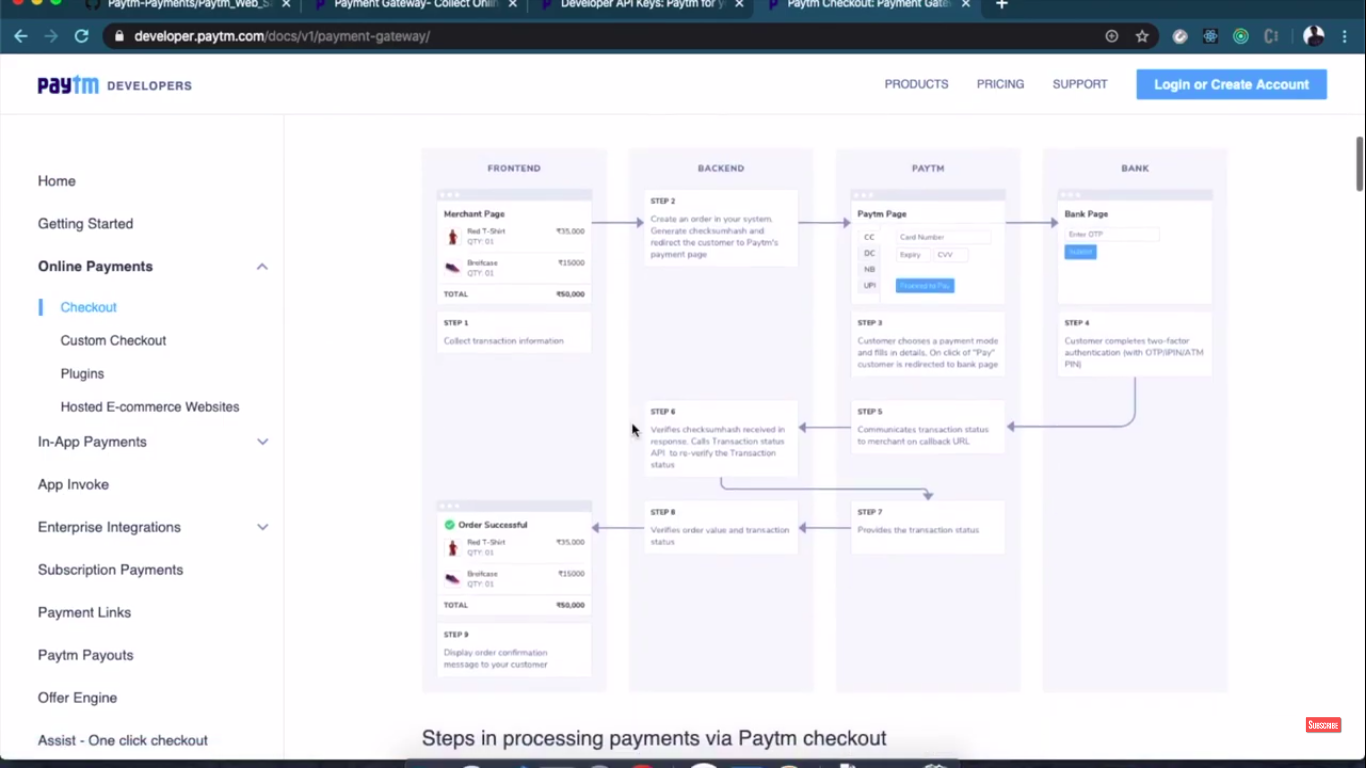 Paytm-Payments/Paytm_Web_S
Payment Gateway- Collect Onlin
Developer API Keys: Paytm for y
Paytm Checkout: Payment Gate
developer.paytm.com/docs/v1/payment-gateway/
paytm DEVELOPERS
PRODUCTS
PRICING
SUPPORT
Login or Create Account
Home
Getting Started
Online Payments
Checkout
Custom Checkout
Plugins
Hosted E-commerce Websites
In-App Payments
App Invoke
Enterprise Integrations
Subscription Payments
Payment Links
Paytm Payouts
Offer Engine
Assist - One click checkout
FRONTEND
BACKEND
PAYTM
BANK
Merchant Page
Red T-Shirt ₹35,000
QTY: 01
Breifcase ₹15000
QTY: 01
TOTAL ₹50,000
STEP 1
Collect transaction information
STEP 2
Create an order in your system.
Generate checksumhash and
redirect the customer to Paytm's
payment page
Paytm Page
CC
Card Number
DC
Expiry
CVV
NB
UPI
Proceed to Pay
STEP 3
Customer chooses a payment mode
and fills in details. On click of "Pay"
customer is redirected to bank page
Bank Page
Enter OTP
Submit
STEP 4
Customer completes two-factor
authentication (with OTP/IPIN/ATM
PIN)
STEP 6
Verifies checksumhash received in
response. Calls Transaction status
API to re-verify the Transaction
status
STEP 5
Communicates transaction status
to merchant on callback URL
Order Successful
Red T-Shirt ₹35,000
QTY: 01
Breifcase ₹15000
QTY: 01
TOTAL ₹50,000
STEP 9
Display order confirmation
message to your customer
STEP 8
Verifies order value and transaction
status
STEP 7
Provides the transaction status
Steps in processing payments via Paytm checkout
SUBSCRIBE